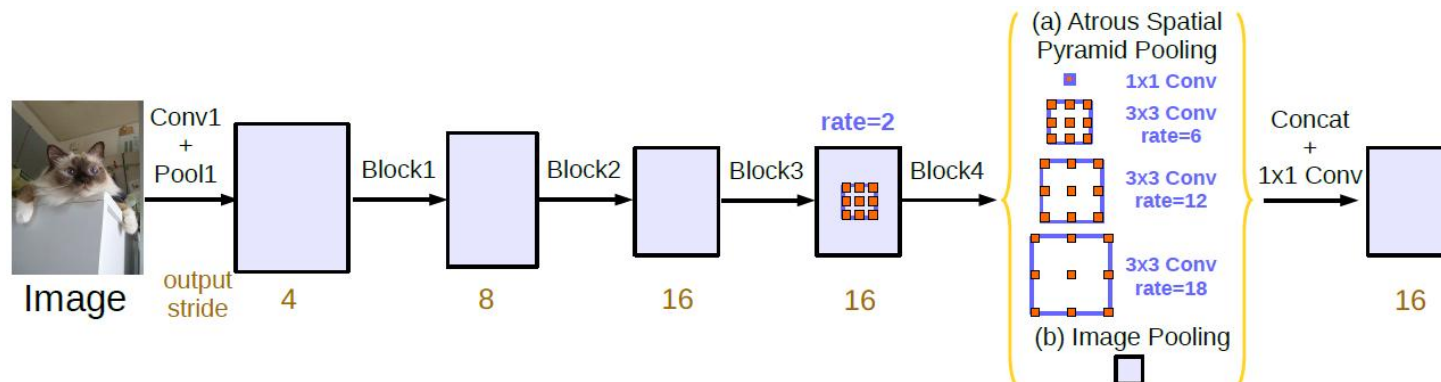 (a) Atrous Spatial
Pyramid Pooling
1x1 Conv
3x3 Conv
rate=6
3x3 Conv
rate=12
3x3 Conv
rate=18
(b) Image Pooling
Conv1
+
Pool1
Block1
Block2
Block3
rate=2
Block4
Concat
+
1x1 Conv
Image
output
stride
4
8
16
16
16